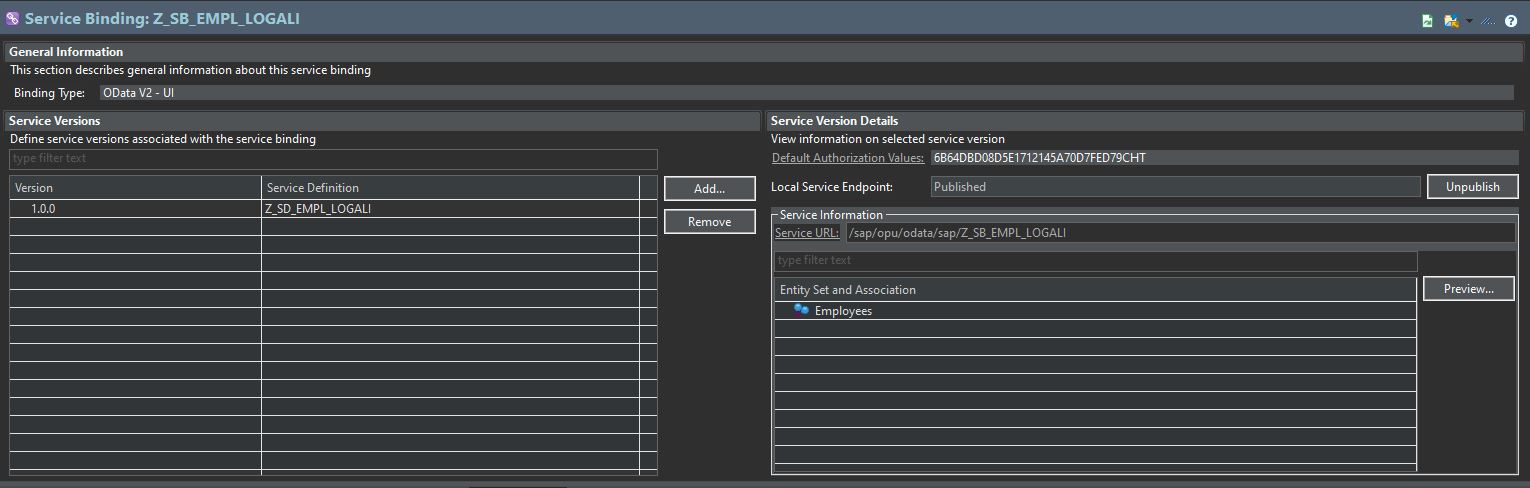 Service Binding: Z_SB_EMPL_LOGALI
General Information
This section describes general information about this service binding
Binding Type: OData V2 - UI
Service Versions
Define service versions associated with the service binding
type filter text
Version Service Definition
1.0.0 Z_SD_EMPL_LOGALI
Add...
Remove
Service Version Details
View information on selected service version
Default Authorization Values: 6B64DBD08D5E1712145A70D7FED79CHT
Local Service Endpoint: Published Unpublish
Service Information
Service URL: /sap/opu/odata/sap/Z_SB_EMPL_LOGALI
type filter text
Entity Set and Association
Employees
Preview...